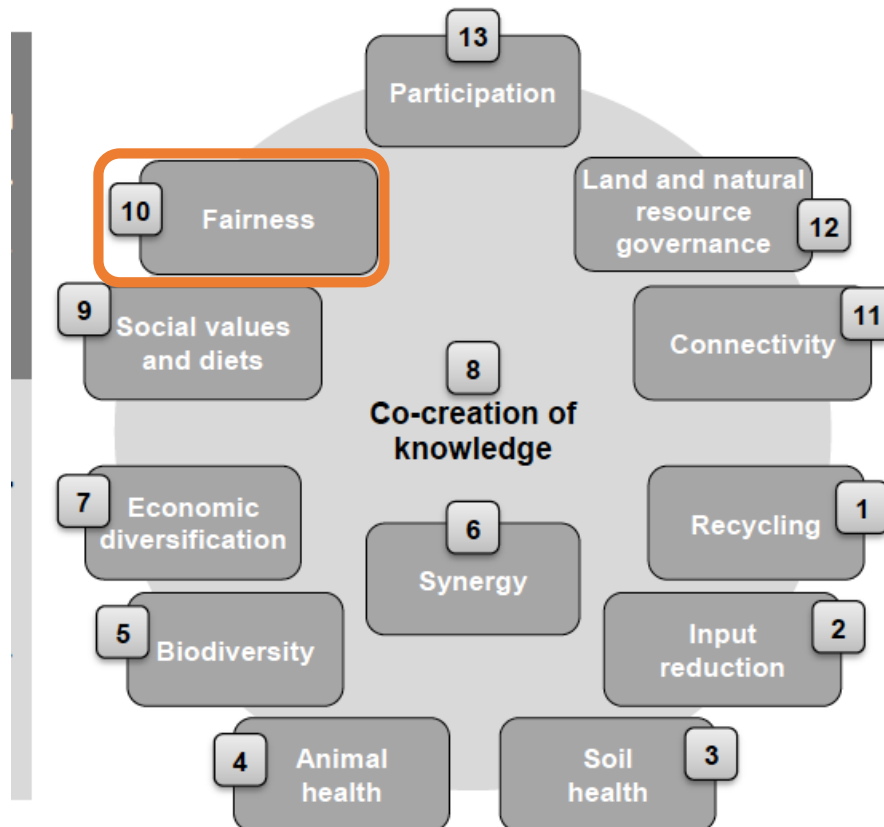 13
Participation
10
Fairness
Land and natural
resource
governance
12
9
Social values
and diets
11
Connectivity
8
Co-creation of
knowledge
7
Economic
diversification
1
Recycling
6
Synergy
5
Biodiversity
2
Input
reduction
4
Animal
health
3
Soil
health